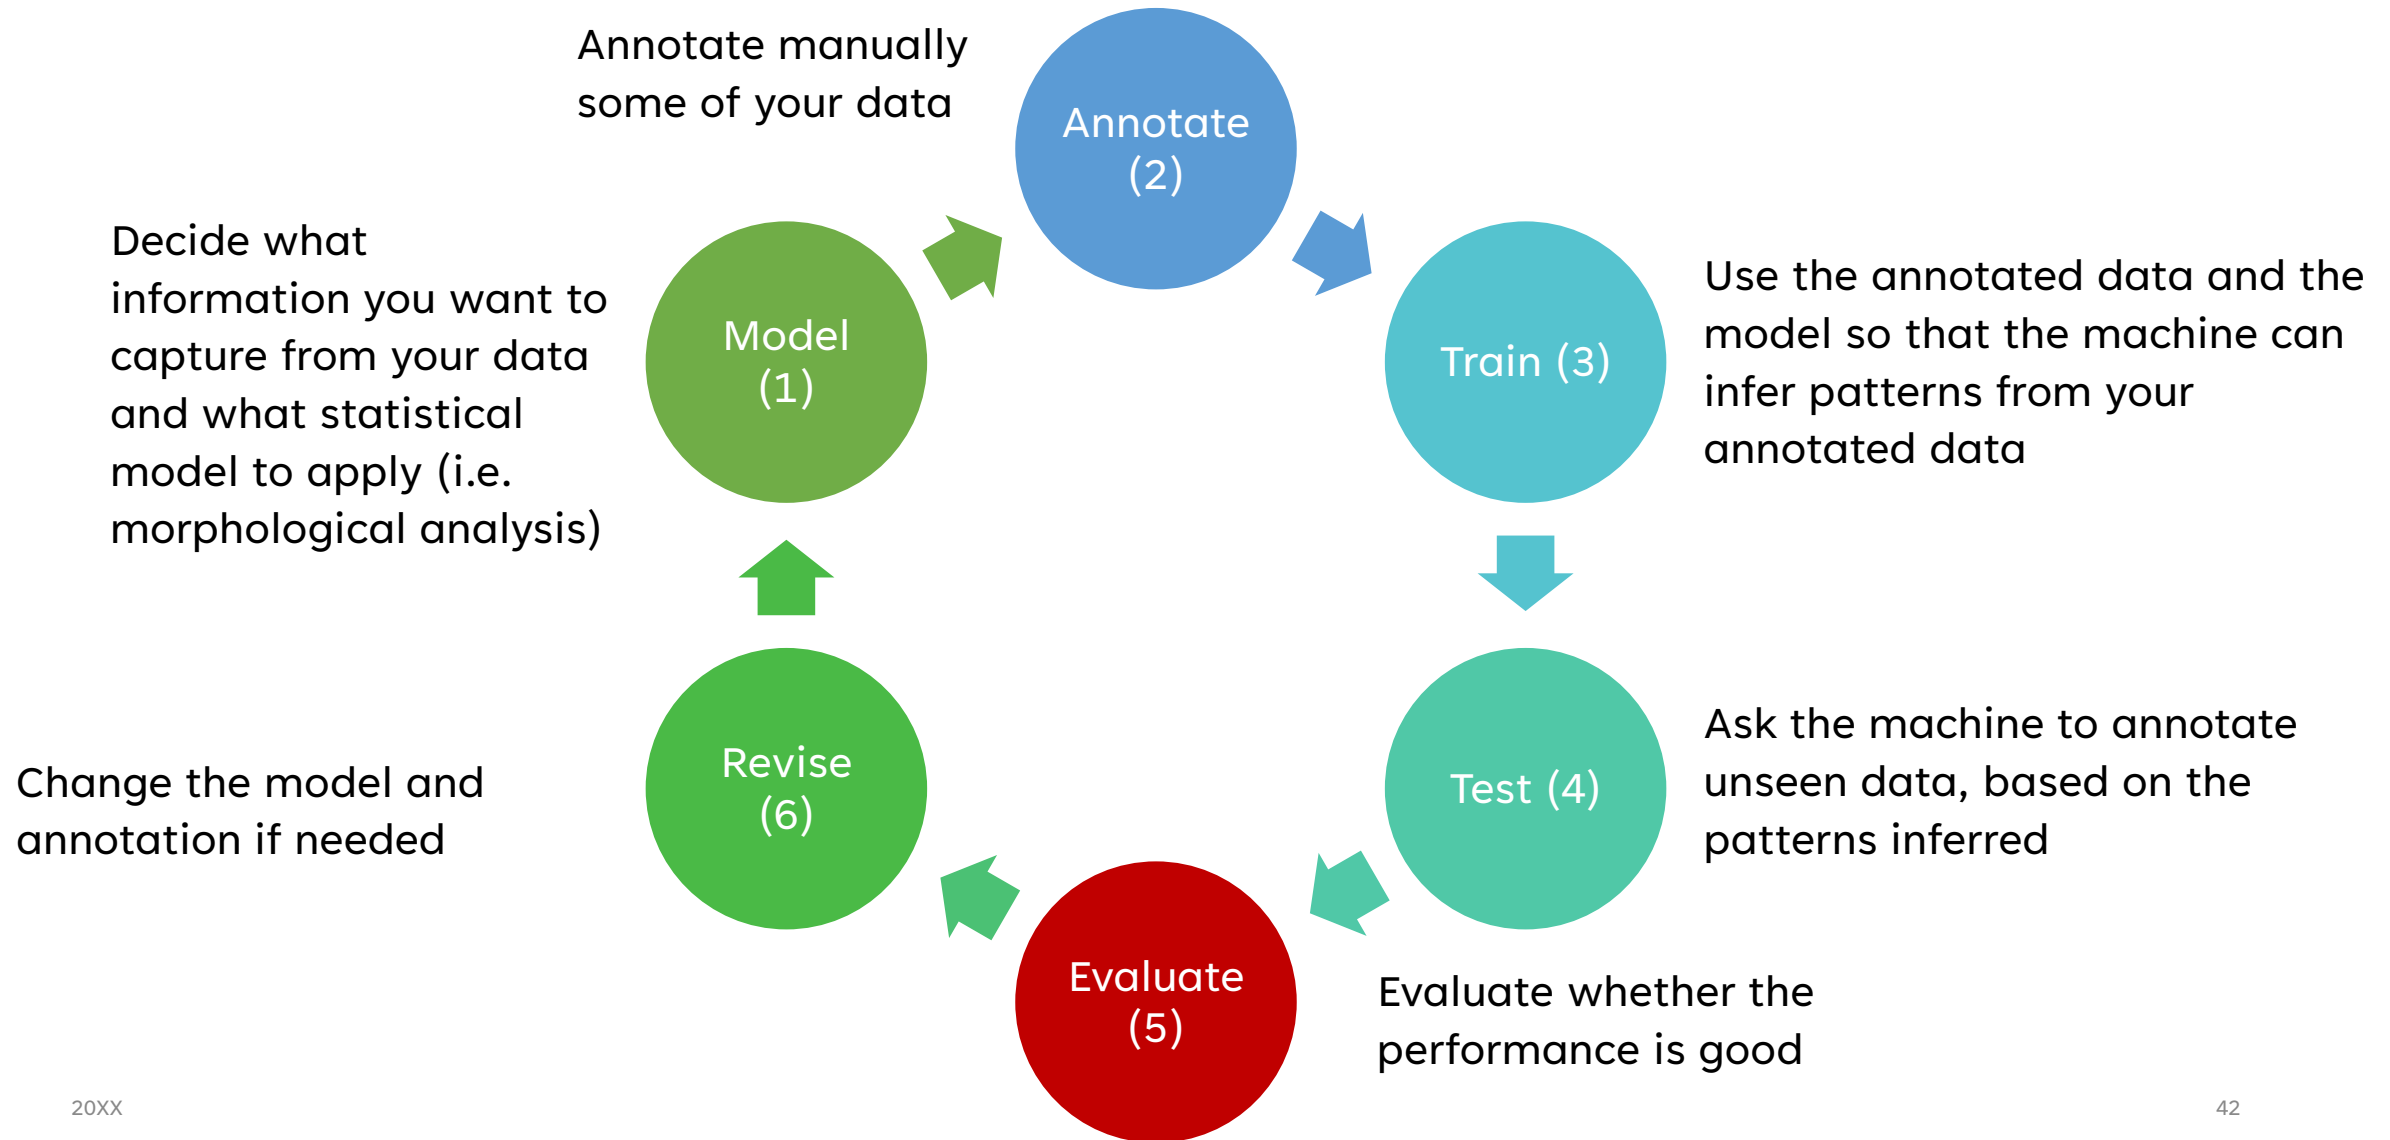 Annotate manually
some of your data
Annotate
(2)
Decide what
information you want to
capture from your data
and what statistical
model to apply (i.e.
morphological analysis)
Model
(1)
Train (3)
Use the annotated data and the
model so that the machine can
infer patterns from your
annotated data
Change the model and
annotation if needed
Revise
(6)
Test (4)
Ask the machine to annotate
unseen data, based on the
patterns inferred
Evaluate
(5)
Evaluate whether the
performance is good
20XX
42